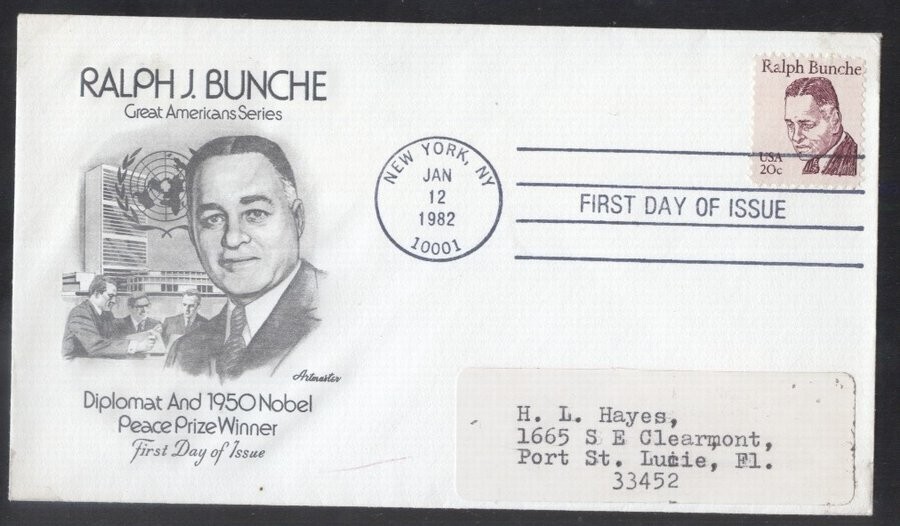 RALPH J. BUNCHE
Great Americans Series
Artmaster
Diplomat And 1950 Nobel
Peace Prize Winner
First Day of Issue
NEW YORK, NY
JAN
12
1982
10001
FIRST DAY OF ISSUE
Ralph Bunche
USA
20c
H. L. Hayes,
1665 S E Clearmont,
Port St. Lucie, Fl.
33452